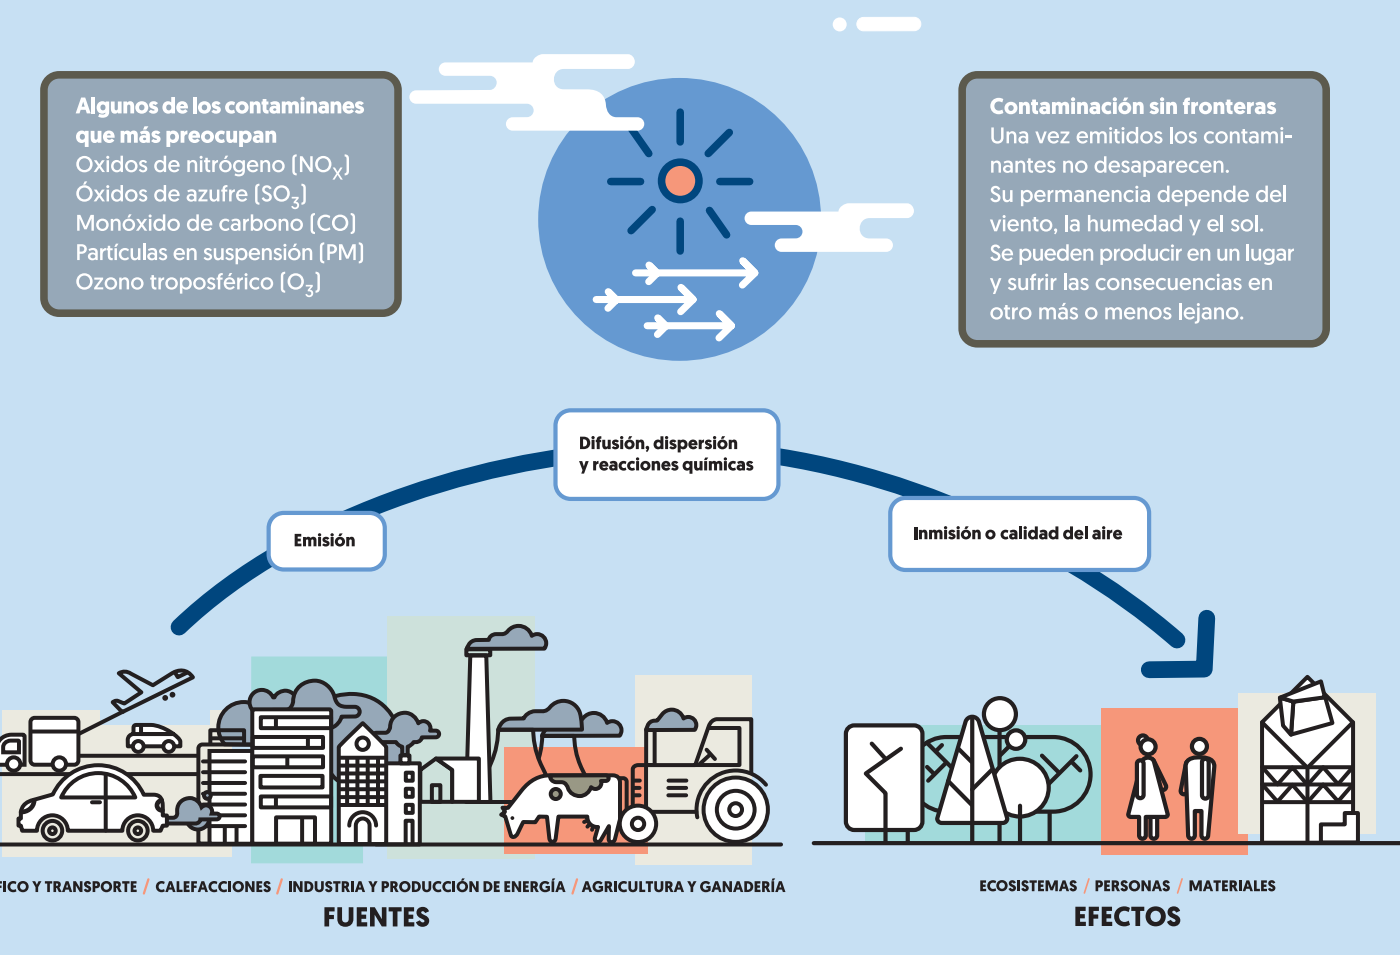 Algunos de los contaminanes
que más preocupan
Oxidos de nitrógeno (NOX)
Óxidos de azufre (SO3)
Monóxido de carbono (CO)
Partículas en suspensión (PM)
Ozono troposférico (O3)
Contaminación sin fronteras
Una vez emitidos los contami-
nantes no desaparecen.
Su permanencia depende del
viento, la humedad y el sol.
Se pueden producir en un lugar
y sufrir las consecuencias en
otro más o menos lejano.
Difusión, dispersión
y reacciones químicas
Emisión
Inmisión o calidad del aire
FICO Y TRANSPORTE / CALEFACCIONES / INDUSTRIA Y PRODUCCIÓN DE ENERGÍA / AGRICULTURA Y GANADERÍA
FUENTES
ECOSISTEMAS / PERSONAS / MATERIALES
EFECTOS